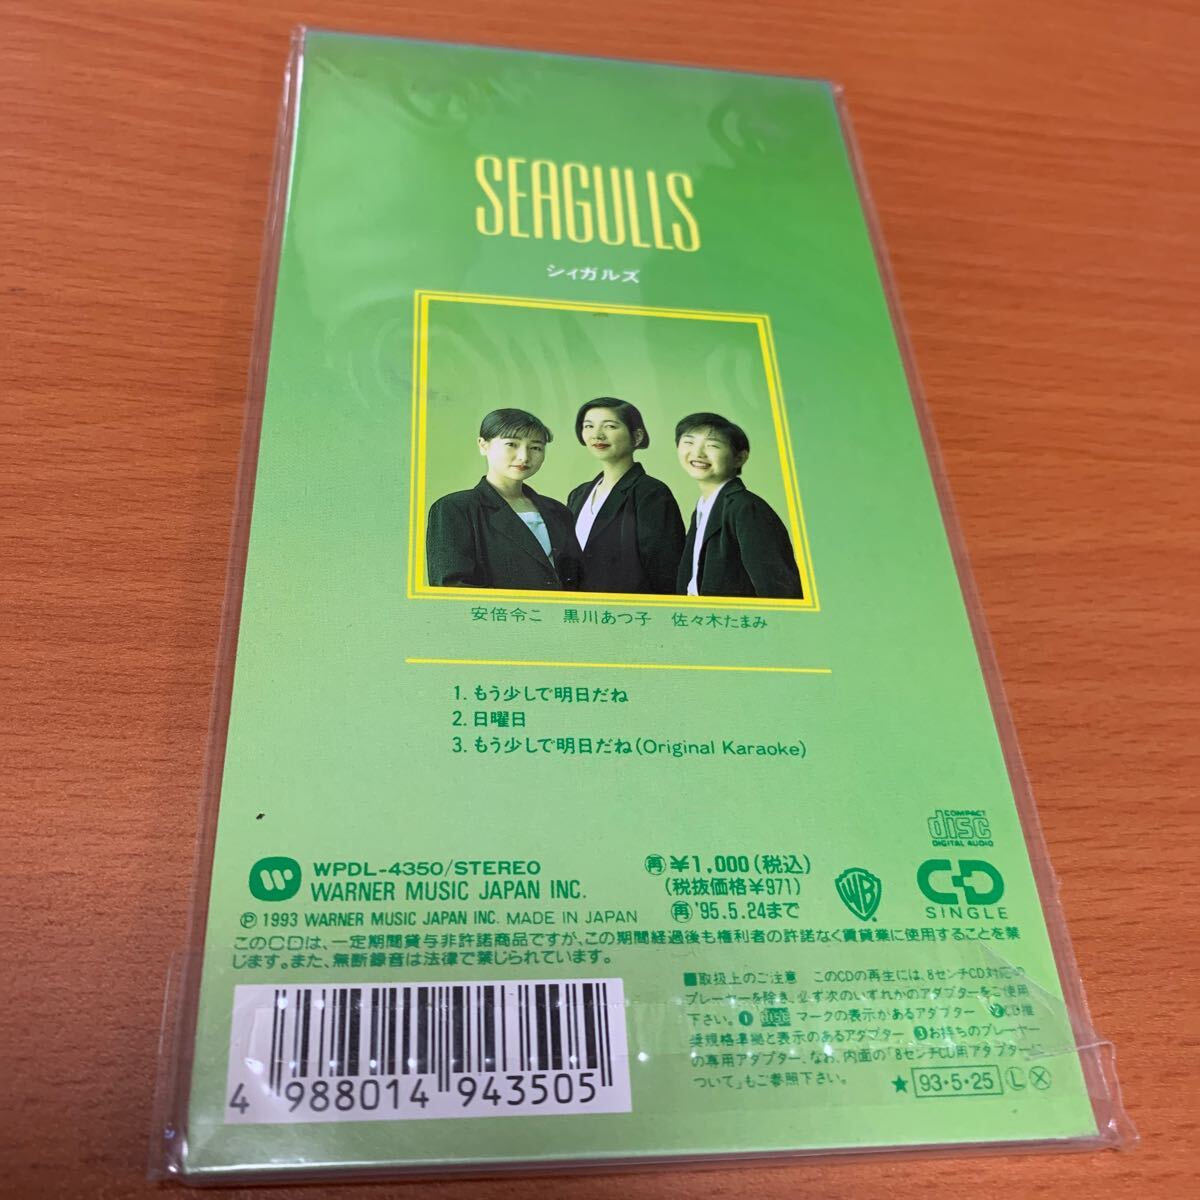 SEAGULLS
シィガルズ
安倍令こ 黒川あつ子 佐々木たまみ
1. もう少しで明日だね
2. 日曜日
3. もう少しで明日だね(Original Karaoke)
COMPACT
disc
DIGITAL AUDIO
WPDL-4350/STEREO
WARNER MUSIC JAPAN INC.
Ⓟ 1993 WARNER MUSIC JAPAN INC. MADE IN JAPAN
再 ¥1,000(税込)
(税抜価格¥971)
再 '95.5.24まで
WB
CD
SINGLE
このCDは、一定期間貸与非許諾商品ですが、この期間経過後も権利者の許諾なく賃貸業に使用することを禁
じます。また、無断録音は法律で禁じられています。
■取扱上のご注意 このCDの再生には、8センチCD対応の
プレーヤーを除き、必ず次のいずれかのアダプターをご使用
下さい。❶ disc マークの表示があるアダプター ❷CD推
奨規格準拠と表示のあるアダプター ❸お持ちのプレーヤー
の専用アダプター、なお、内面の「8センチCD用アダプターに
ついて」もご参照下さい。
★ 93・5・25 Ⓛ Ⓧ
4 988014 943505